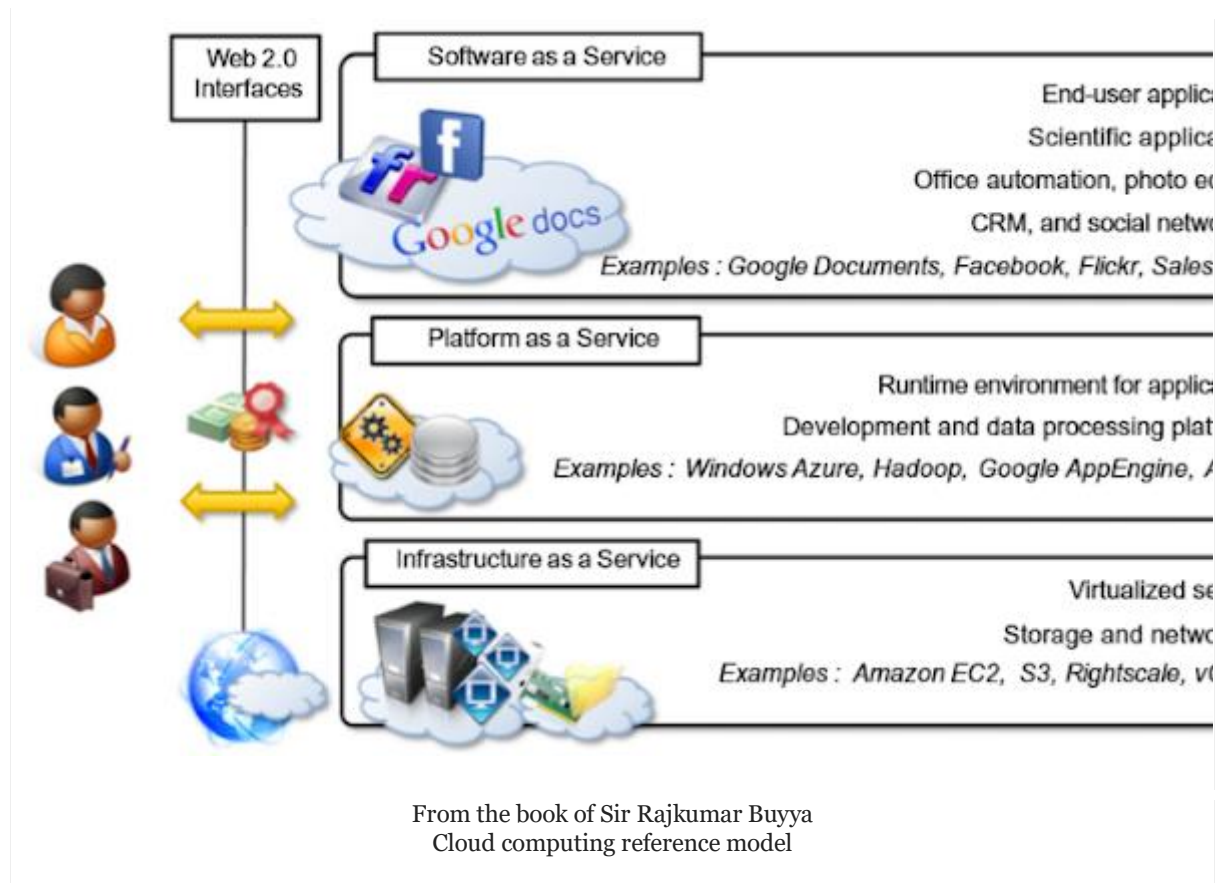 Web 2.0
Interfaces
Software as a Service
End-user applica
Scientific applica
Office automation, photo ed
CRM, and social netwo
fr
f
Google docs
Examples : Google Documents, Facebook, Flickr, Sales
Platform as a Service
Runtime environment for applica
Development and data processing plat
Examples : Windows Azure, Hadoop, Google AppEngine, A
Infrastructure as a Service
Virtualized se
Storage and netwo
Examples : Amazon EC2, S3, Rightscale, vC
From the book of Sir Rajkumar Buyya
Cloud computing reference model